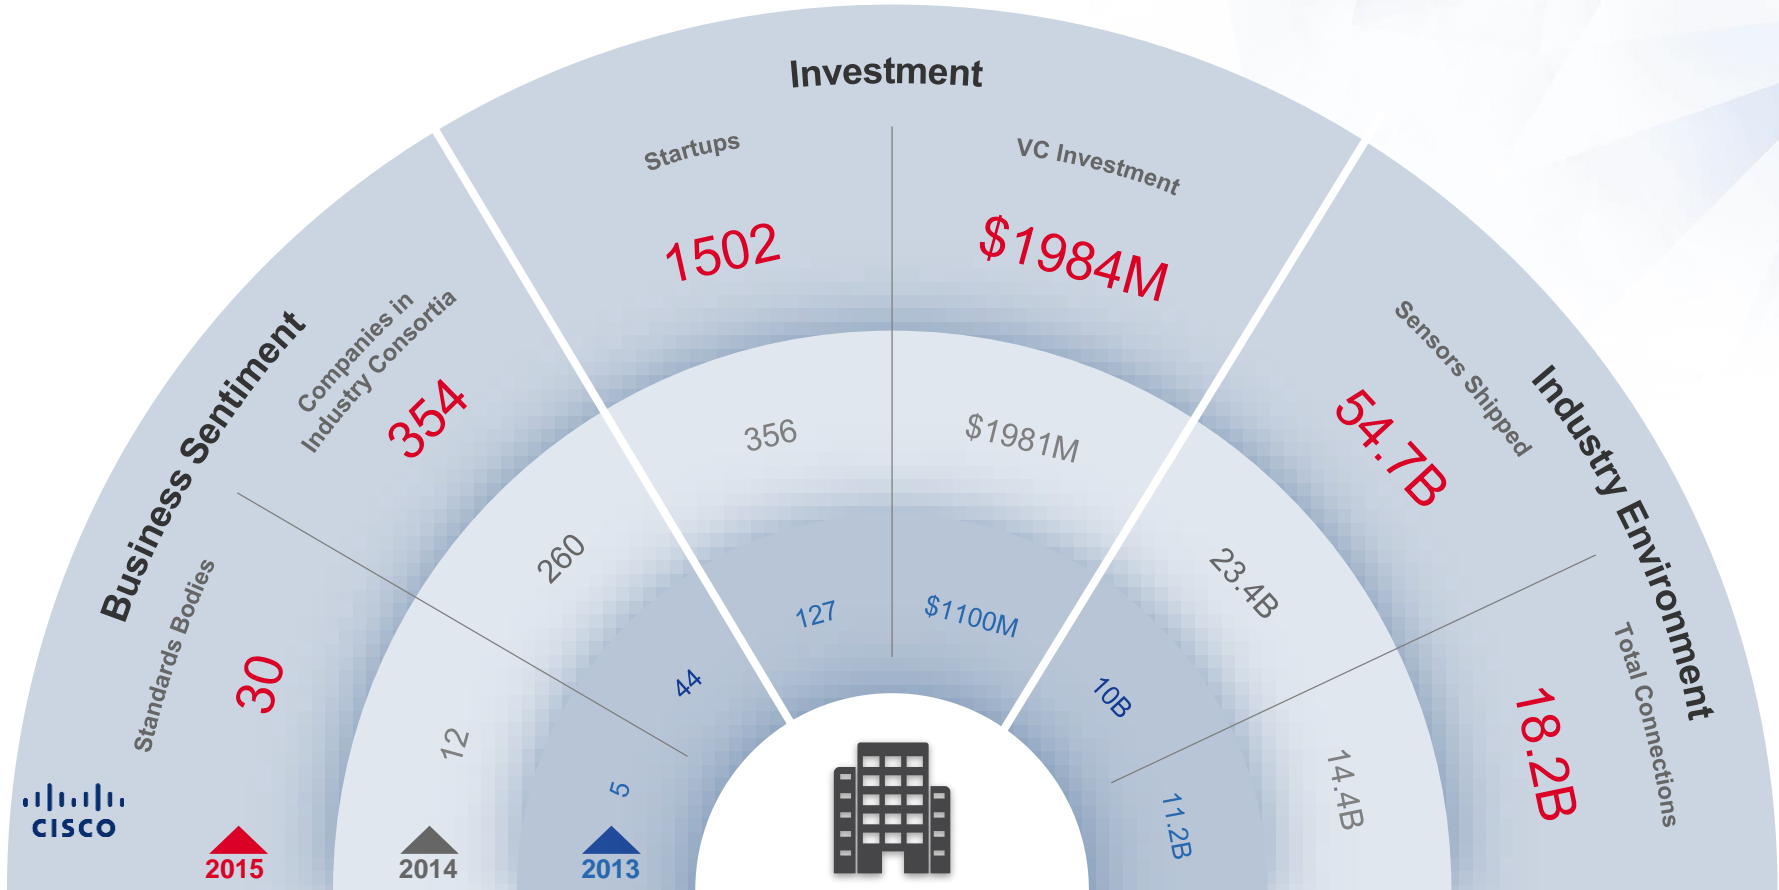 Investment
Startups
VC Investment
1502
$1984M
356
$1981M
127
$1100M
Business Sentiment
Companies in
Industry Consortia
354
260
44
Standards Bodies
30
12
5
Industry Environment
Sensors Shipped
54.7B
23.4B
10B
Total Connections
18.2B
14.4B
11.2B
CISCO
2015
2014
2013